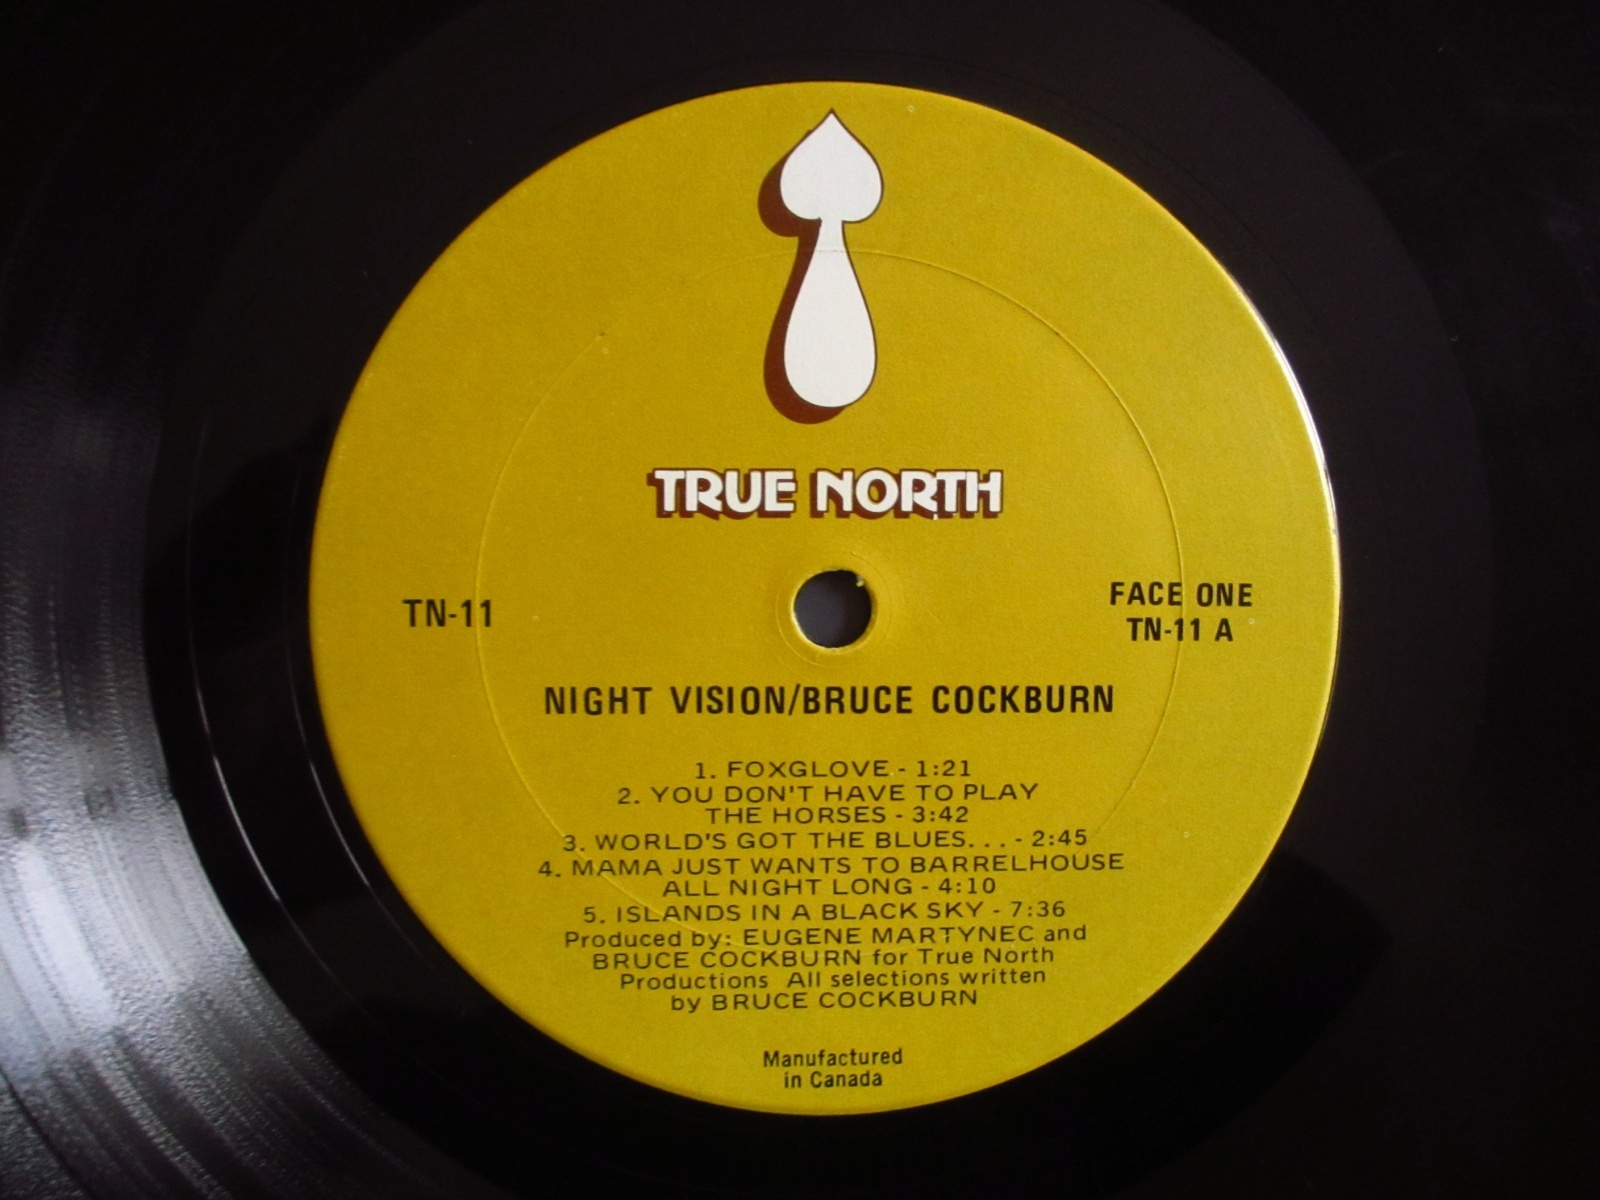 TRUE NORTH
TN-11
FACE ONE
TN-11 A
NIGHT VISION/BRUCE COCKBURN
1. FOXGLOVE - 1:21
2. YOU DON'T HAVE TO PLAY
THE HORSES - 3:42
3. WORLD'S GOT THE BLUES... - 2:45
4. MAMA JUST WANTS TO BARRELHOUSE
ALL NIGHT LONG - 4:10
5. ISLANDS IN A BLACK SKY - 7:36
Produced by: EUGENE MARTYNEC and
BRUCE COCKBURN for True North
Productions All selections written
by BRUCE COCKBURN
Manufactured
in Canada